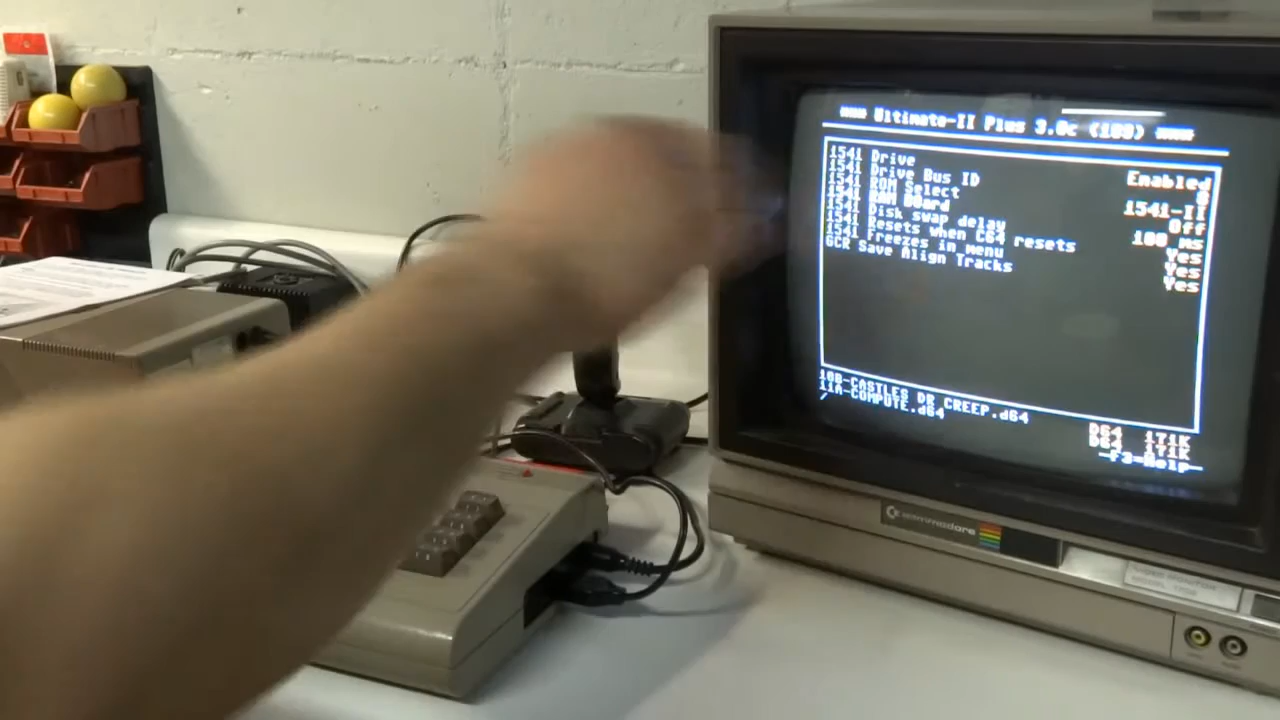 *** Ultimate-II Plus 3.0c (109) ***
1541 Drive Enabled
1541 Drive Bus ID 8
1541 ROM Select 1541-II
1541 RAM Board Off
1541 Disk swap delay 100 ms
1541 Resets when C64 resets Yes
1541 Freezes in menu Yes
GCR Save Align Tracks Yes
10B-CASTLES DR CREEP.d64 D64 171K
11A-COMPUTE.d64 D64 171K
/ F3=Help
Commodore
VIDEO MONITOR